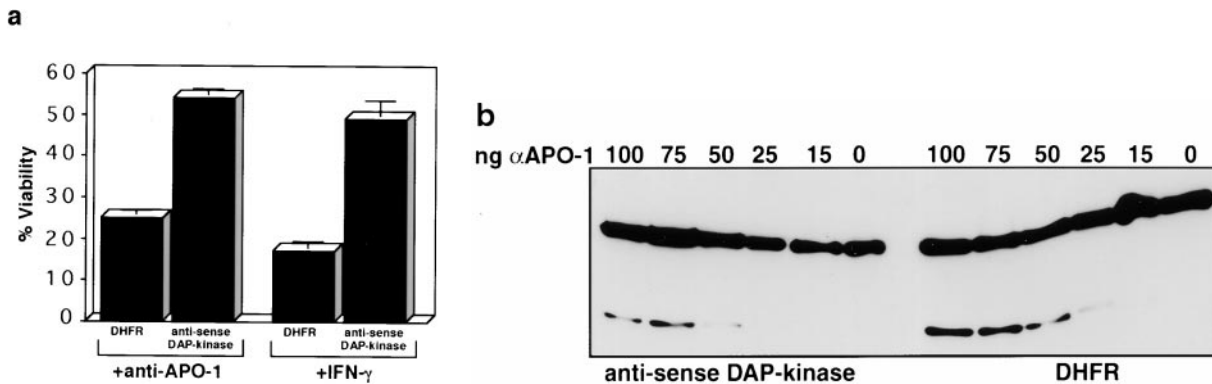 a
% Viability
60
50
40
30
20
10
0
DHFR
anti-sense
DAP-kinase
DHFR
anti-sense
DAP-kinase
+anti-APO-1
+IFN-γ
b
ng αAPO-1 100 75 50 25 15 0 100 75 50 25 15 0
anti-sense DAP-kinase DHFR